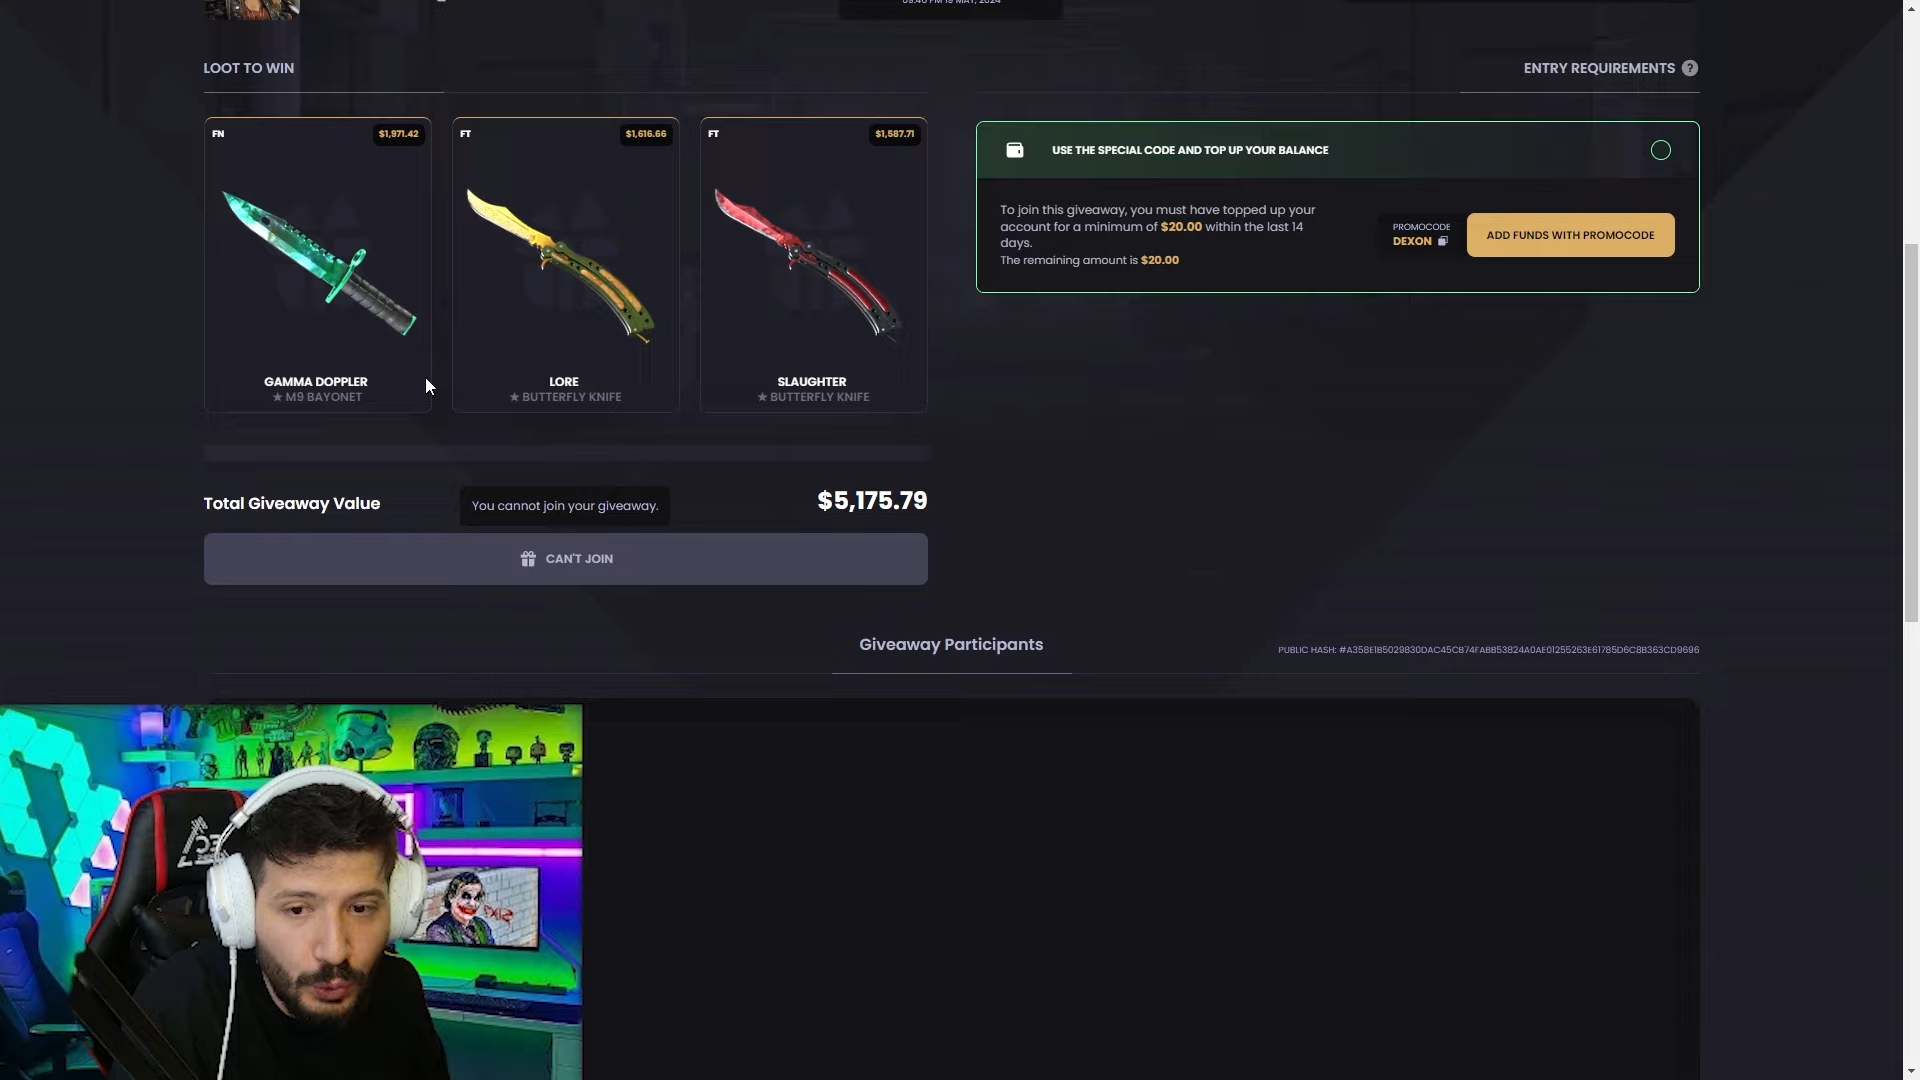 LOOT TO WIN
ENTRY REQUIREMENTS ?
FN $1,971.42
FT $1,616.66
FT $1,587.71
GAMMA DOPPLER
★ M9 BAYONET
LORE
★ BUTTERFLY KNIFE
SLAUGHTER
★ BUTTERFLY KNIFE
USE THE SPECIAL CODE AND TOP UP YOUR BALANCE
To join this giveaway, you must have topped up your
account for a minimum of $20.00 within the last 14
days.
The remaining amount is $20.00
PROMOCODE
DEXON
ADD FUNDS WITH PROMOCODE
Total Giveaway Value
You cannot join your giveaway.
$5,175.79
CAN'T JOIN
Giveaway Participants
PUBLIC HASH: